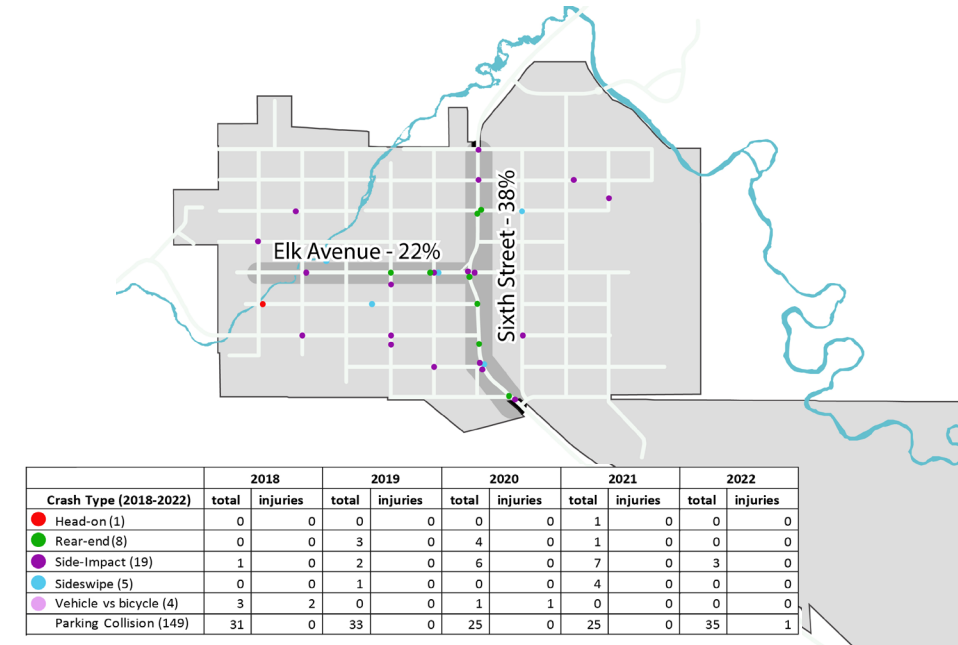 Elk Avenue - 22%
Sixth Street - 38%
2018 2019 2020 2021 2022
Crash Type (2018-2022) total injuries total injuries total injuries total injuries total injuries
Head-on (1) 0 0 0 0 0 0 1 0 0 0
Rear-end(8) 0 0 3 0 4 0 1 0 0 0
Side-Impact (19) 1 0 2 0 6 0 7 0 3 0
Sideswipe (5) 0 0 1 0 0 0 4 0 0 0
Vehicle vs bicycle (4) 3 2 0 0 1 1 0 0 0 0
Parking Collision (149) 31 0 33 0 25 0 25 0 35 1